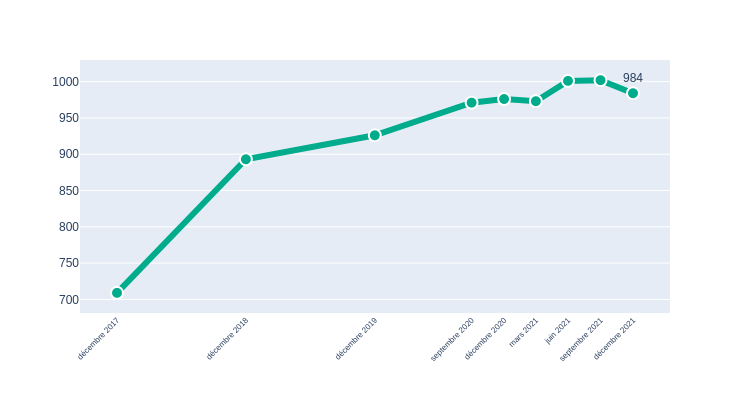 1000
950
900
850
800
750
700
984
décembre 2017
décembre 2018
décembre 2019
septembre 2020
décembre 2020
mars 2021
juin 2021
septembre 2021
décembre 2021